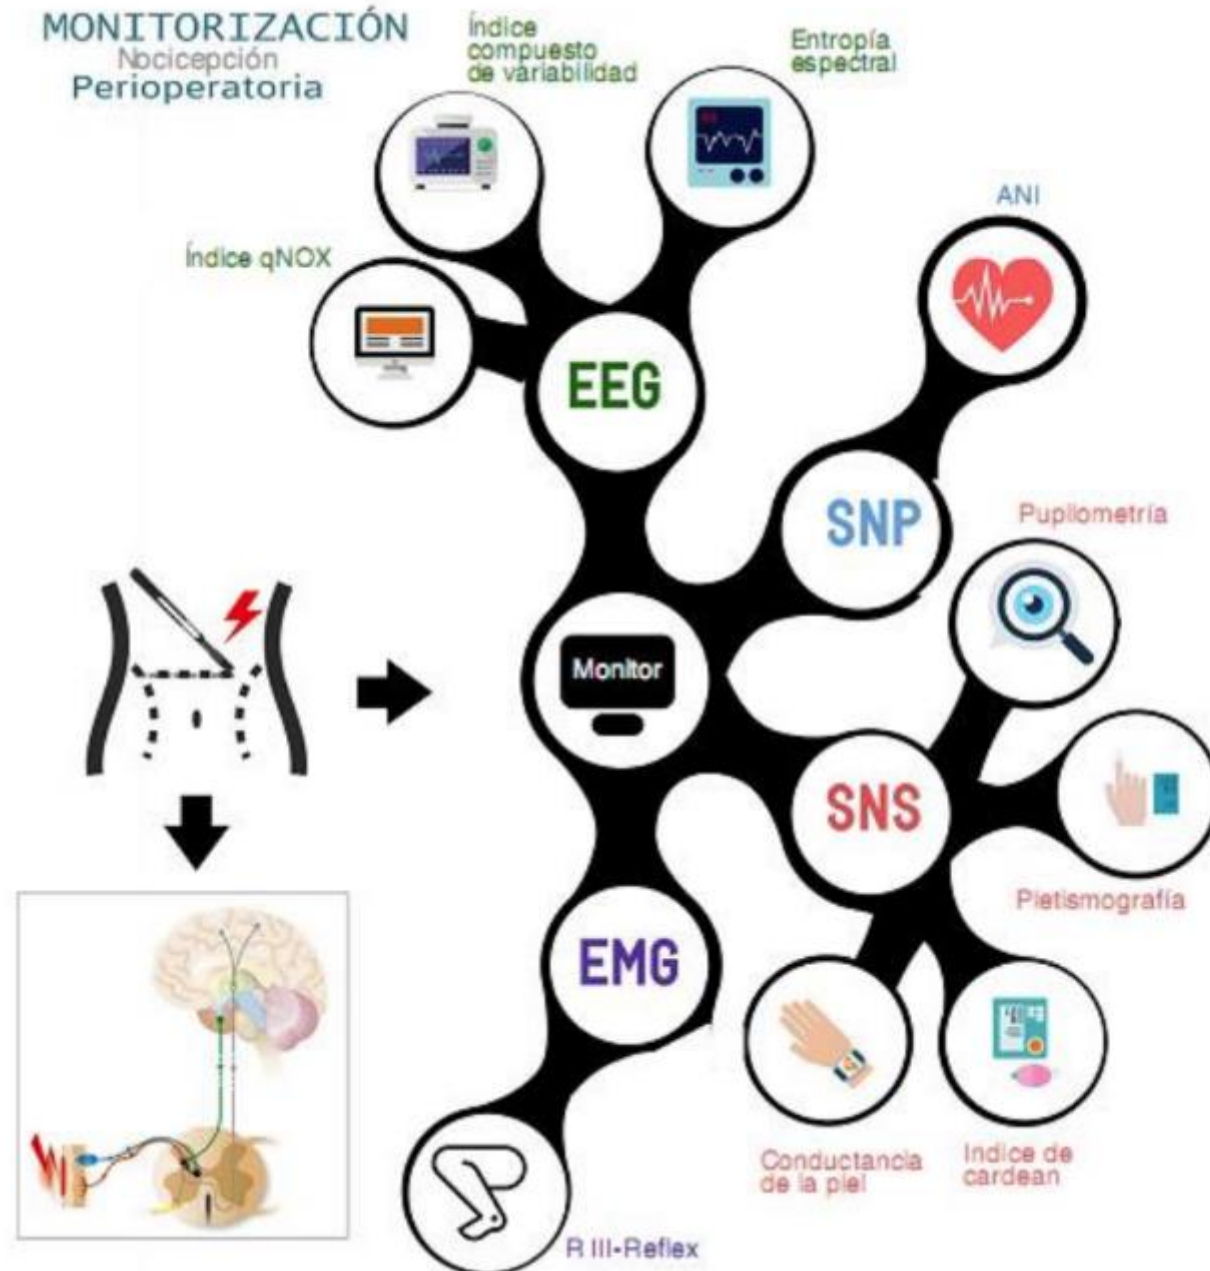 MONITORIZACIÓN
Nocicepción
Perioperatoria
Índice
compuesto
de variabilidad
Entropía
espectral
ANI
Índice qNOX
EEG
SNP
Pupilometría
Monitor
SNS
Pletismografía
EMG
Conductancia
de la piel
Indice de
cardean
R III-Reflex